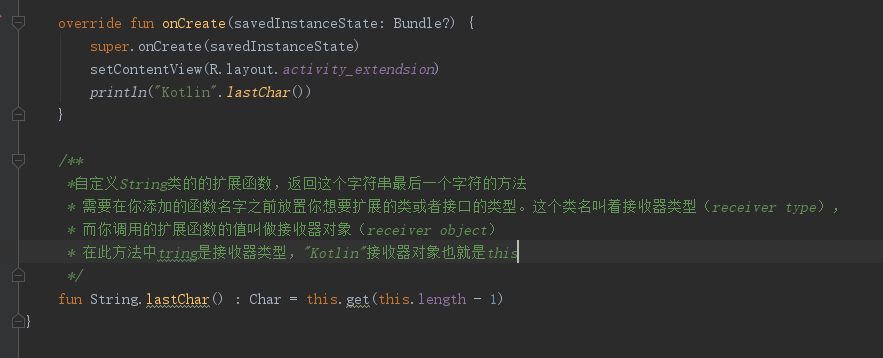 override fun onCreate(savedInstanceState: Bundle?) {
super.onCreate(savedInstanceState)
setContentView(R.layout.activity_extendsion)
println("Kotlin".lastChar())
}
/**
*自定义String类的的扩展函数，返回这个字符串最后一个字符的方法
* 需要在你添加的函数名字之前放置你想要扩展的类或者接口的类型。这个类名叫着接收器类型（receiver type），
* 而你调用的扩展函数的值叫做接收器对象（receiver object）
* 在此方法中tring是接收器类型，"Kotlin"接收器对象也就是this
*/
fun String.lastChar() : Char = this.get(this.length - 1)
}